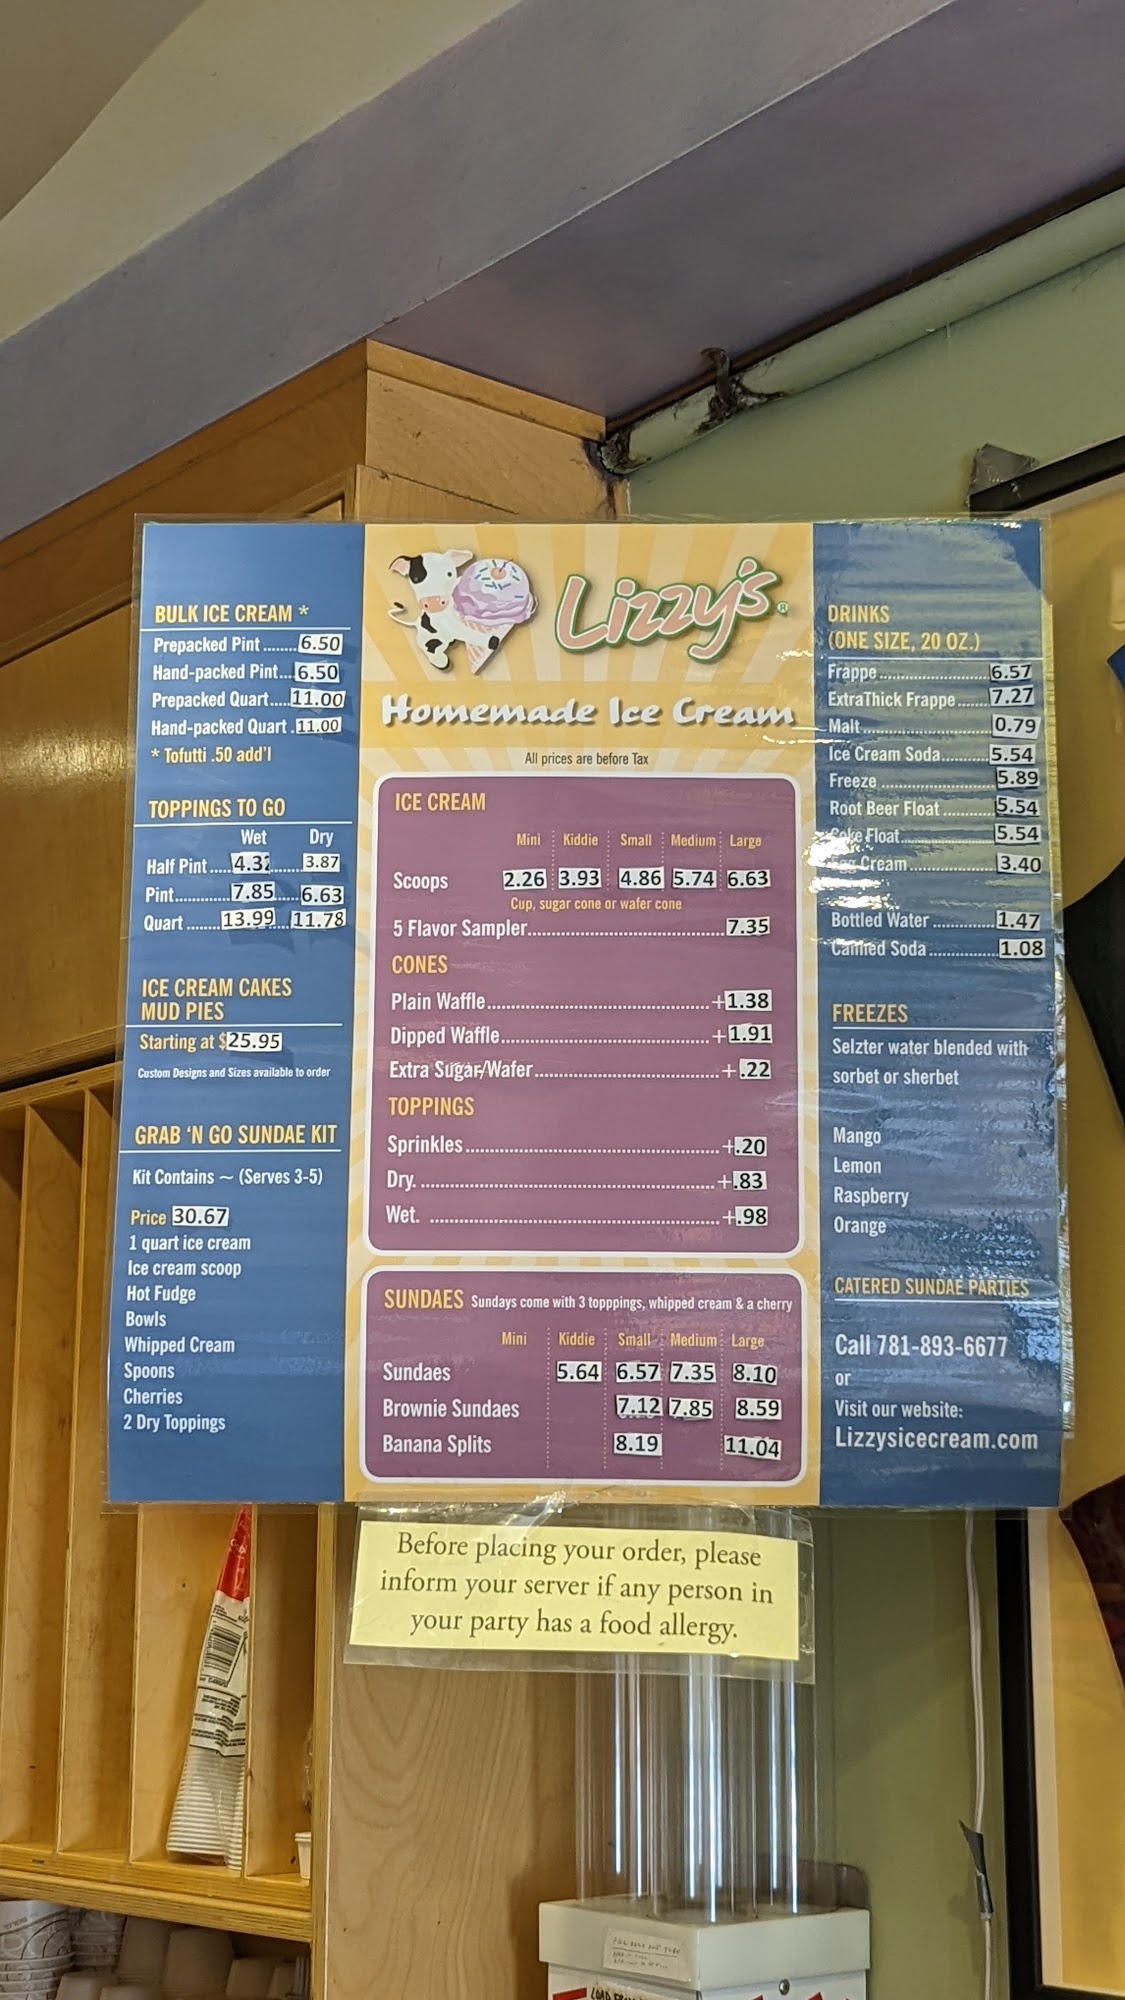 BULK ICE CREAM *
Prepacked Pint ........ 6.50
Hand-packed Pint.... 6.50
Prepacked Quart..... 11.00
Hand-packed Quart . 11.00
* Tofutti .50 add'l
TOPPINGS TO GO
Wet Dry
Half Pint ..... 4.32 ....... 3.87
Pint............. 7.85 ..... 6.63
Quart ........ 13.99 ... 11.78
ICE CREAM CAKES
MUD PIES
Starting at $25.95
Custom Designs and Sizes available to order
GRAB 'N GO SUNDAE KIT
Kit Contains ~ (Serves 3-5)
Price 30.67
1 quart ice cream
Ice cream scoop
Hot Fudge
Bowls
Whipped Cream
Spoons
Cherries
2 Dry Toppings
Lizzy's ®
Homemade Ice Cream
All prices are before Tax
ICE CREAM
Mini Kiddie Small Medium Large
Scoops 2.26 3.93 4.86 5.74 6.63
Cup, sugar cone or wafer cone
5 Flavor Sampler.......... 7.35
CONES
Plain Waffle.......... +1.38
Dipped Waffle.......... +1.91
Extra Sugar/Wafer.......... + .22
TOPPINGS
Sprinkles.......... +.20
Dry. .......... +.83
Wet. .......... +.98
SUNDAES Sundays come with 3 topppings, whipped cream & a cherry
Mini Kiddie Small Medium Large
Sundaes 5.64 6.57 7.35 8.10
Brownie Sundaes 7.12 7.85 8.59
Banana Splits 8.19 11.04
DRINKS
(ONE SIZE, 20 OZ.)
Frappe.......... 6.57
ExtraThick Frappe........ 7.27
Malt.......... 0.79
Ice Cream Soda.......... 5.54
Freeze .......... 5.89
Root Beer Float .......... 5.54
Coke Float.......... 5.54
Egg Cream.......... 3.40
Bottled Water .......... 1.47
Canned Soda.......... 1.08
FREEZES
Selzter water blended with
sorbet or sherbet
Mango
Lemon
Raspberry
Orange
CATERED SUNDAE PARTIES
Call 781-893-6677
or
Visit our website:
Lizzysicecream.com
Before placing your order, please
inform your server if any person in
your party has a food allergy.